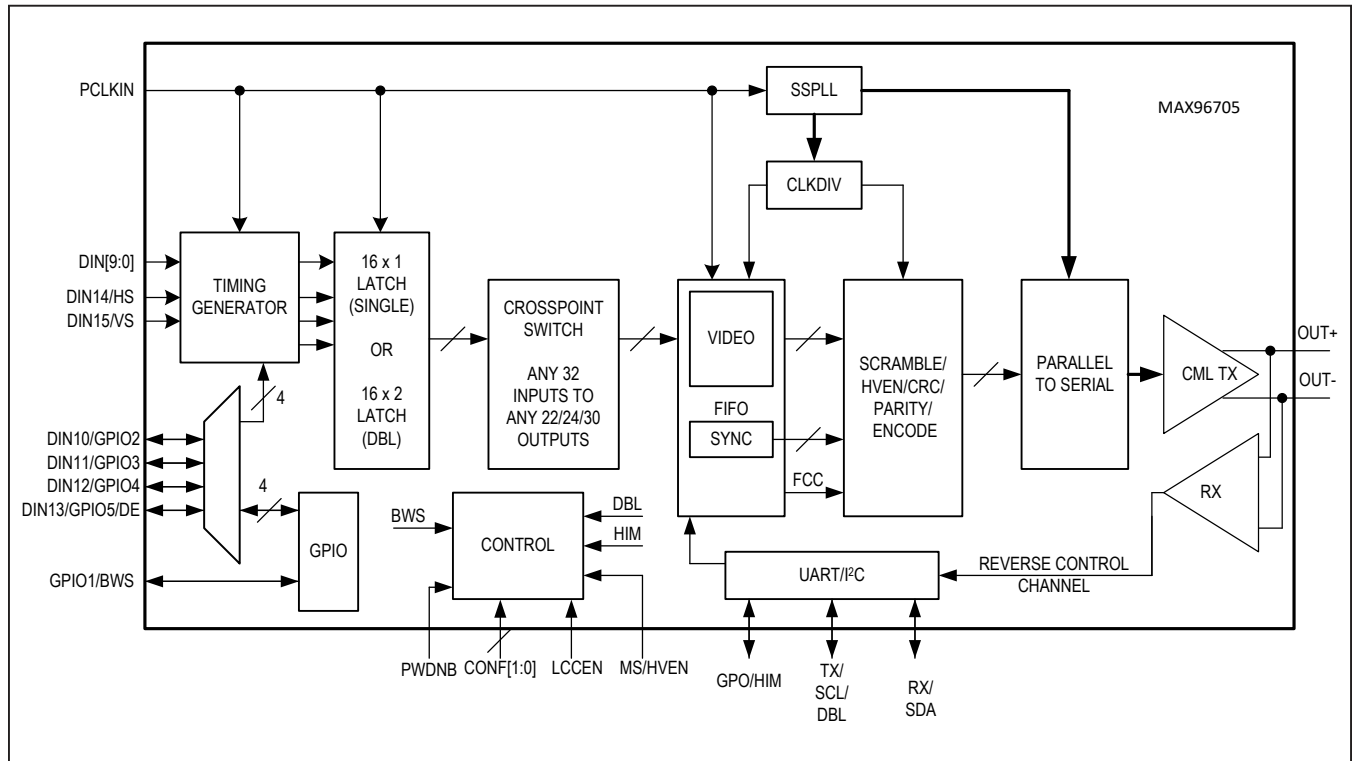 PCLKIN
SSPLL
MAX96705
CLKDIV
DIN[9:0]
DIN14/HS
DIN15/VS
TIMING
GENERATOR
16 x 1
LATCH
(SINGLE)
OR
16 x 2
LATCH
(DBL)
CROSSPOINT
SWITCH
ANY 32
INPUTS TO
ANY 22/24/30
OUTPUTS
VIDEO
FIFO
SYNC
FCC
SCRAMBLE/
HVEN/CRC/
PARITY/
ENCODE
PARALLEL
TO SERIAL
CML TX
OUT+
OUT-
RX
4
DIN10/GPIO2
DIN11/GPIO3
DIN12/GPIO4
DIN13/GPIO5/DE
4
GPIO
GPIO1/BWS
BWS
CONTROL
DBL
HIM
UART/I²C
REVERSE CONTROL
CHANNEL
PWDNB
CONF[1:0]
LCCEN
MS/HVEN
GPO/HIM
TX/
SCL/
DBL
RX/
SDA